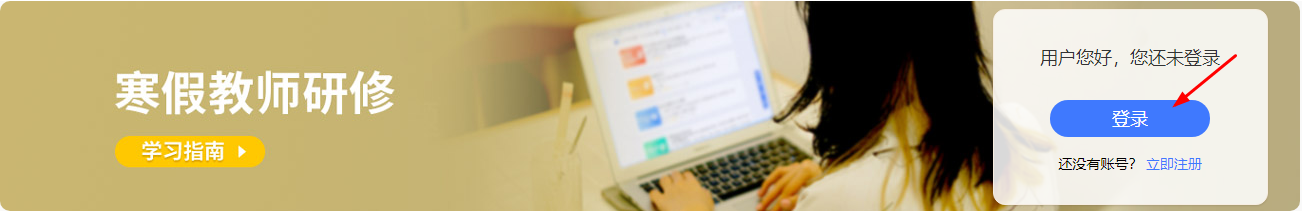 寒假教师研修
学习指南
用户您好，您还未登录
登录
还没有账号？ 立即注册